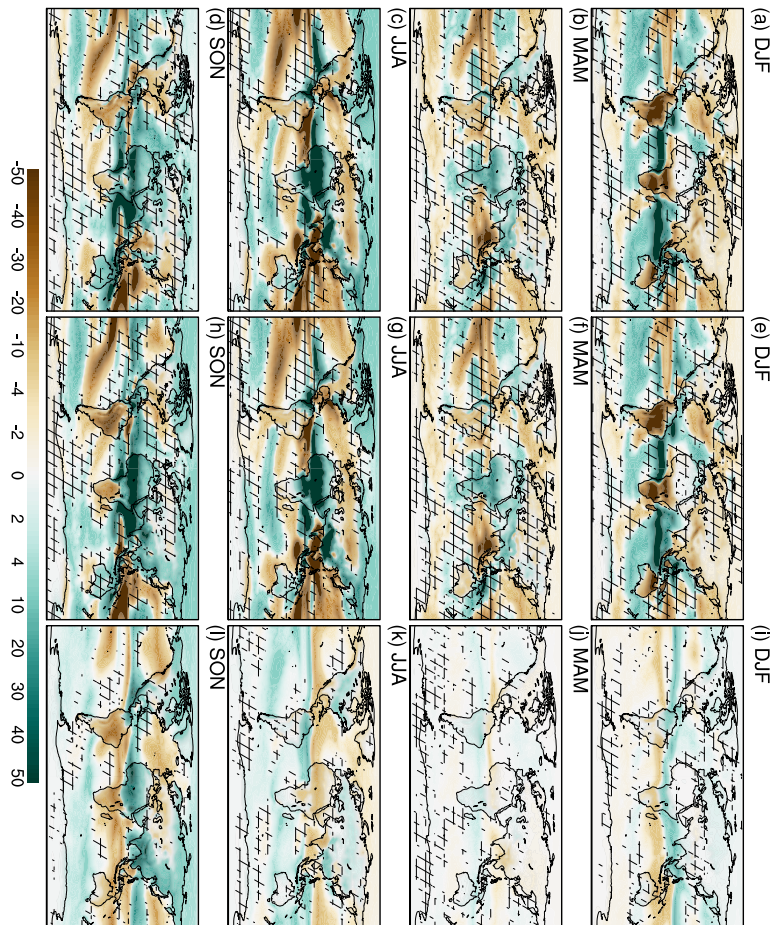 (a) DJF
(e) DJF
(i) DJF
(b) MAM
(f) MAM
(j) MAM
(c) JJA
(g) JJA
(k) JJA
(d) SON
(h) SON
(l) SON
-50 -40 -30 -20 -10 -4 -2 0 2 4 10 20 30 40 50